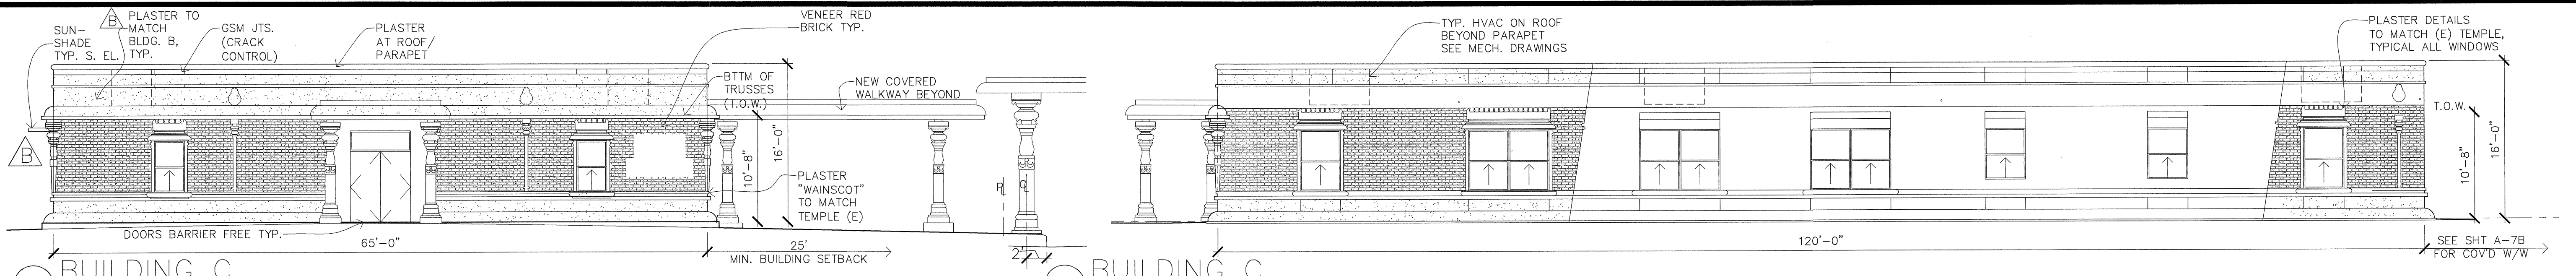 SUN-
SHADE
TYP. S. EL.
B
PLASTER TO
MATCH
BLDG. B,
TYP.
GSM JTS.
(CRACK
CONTROL)
PLASTER
AT ROOF/
PARAPET
VENEER RED
BRICK TYP.
BTTM OF
TRUSSES
(T.O.W.)
NEW COVERED
WALKWAY BEYOND
B
10'-8"
16'-0"
PLASTER
"WAINSCOT"
TO MATCH
TEMPLE (E)
DOORS BARRIER FREE TYP.
65'-0"
25'
MIN. BUILDING SETBACK
2'
BUILDING C
TYP. HVAC ON ROOF
BEYOND PARAPET
SEE MECH. DRAWINGS
PLASTER DETAILS
TO MATCH (E) TEMPLE,
TYPICAL ALL WINDOWS
T.O.W.
10'-8"
16'-0"
120'-0"
SEE SHT A-7B
FOR COV'D W/W
BUILDING C